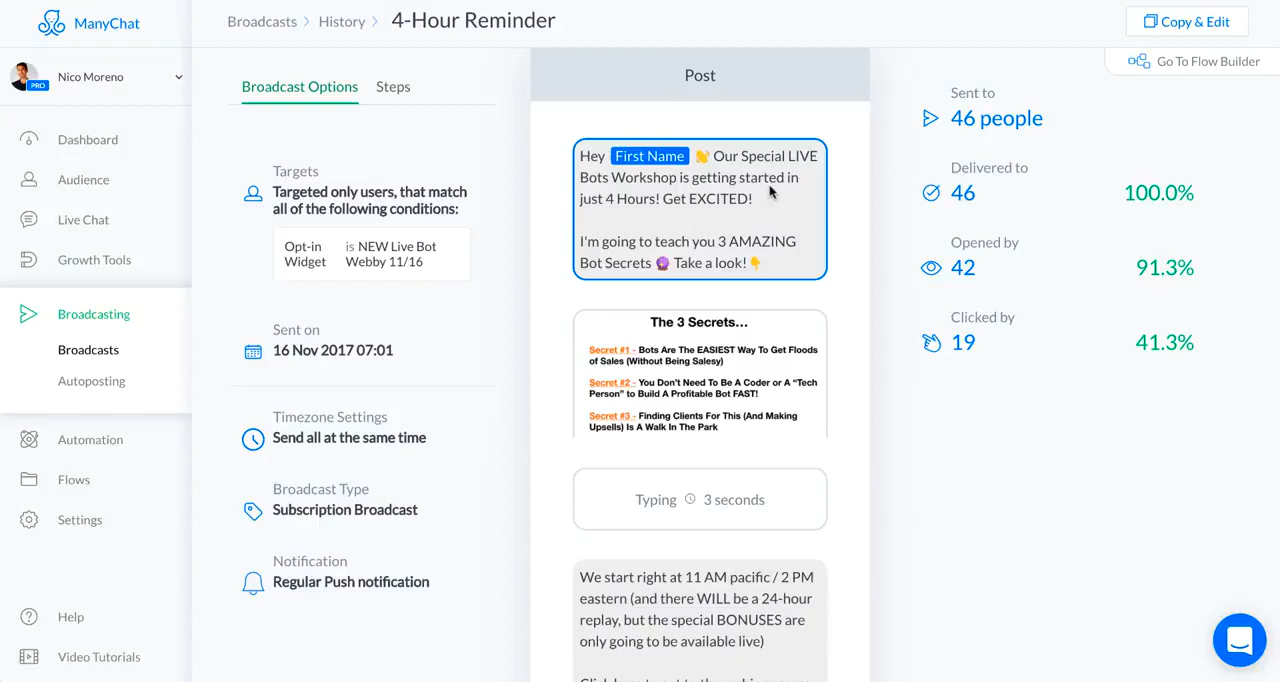 ManyChat
Broadcasts
History
4-Hour Reminder
Copy & Edit
Go To Flow Builder
PRO
Nico Moreno
Dashboard
Audience
Live Chat
Growth Tools
Broadcasting
Broadcasts
Autoposting
Automation
Flows
Settings
Help
Video Tutorials
Broadcast Options
Steps
Targets
Targeted only users, that match
all of the following conditions:
Opt-in
Widget
is NEW Live Bot
Webby 11/16
Sent on
16 Nov 2017 07:01
Timezone Settings
Send all at the same time
Broadcast Type
Subscription Broadcast
Notification
Regular Push notification
Post
Hey First Name 👋 Our Special LIVE
Bots Workshop is getting started in
just 4 Hours! Get EXCITED!
I'm going to teach you 3 AMAZING
Bot Secrets 🔮 Take a look! 👇
The 3 Secrets...
Secret #1 - Bots Are The EASIEST Way To Get Floods
of Sales (Without Being Salesy)
Secret #2 - You Don't Need To Be A Coder or A "Tech
Person" to Build A Profitable Bot FAST!
Secret #3 - Finding Clients For This (And Making
Upsells) Is A Walk In The Park
Typing 3 seconds
We start right at 11 AM pacific / 2 PM
eastern (and there WILL be a 24-hour
replay, but the special BONUSES are
only going to be available live)
Sent to
46 people
Delivered to
46 100.0%
Opened by
42 91.3%
Clicked by
19 41.3%